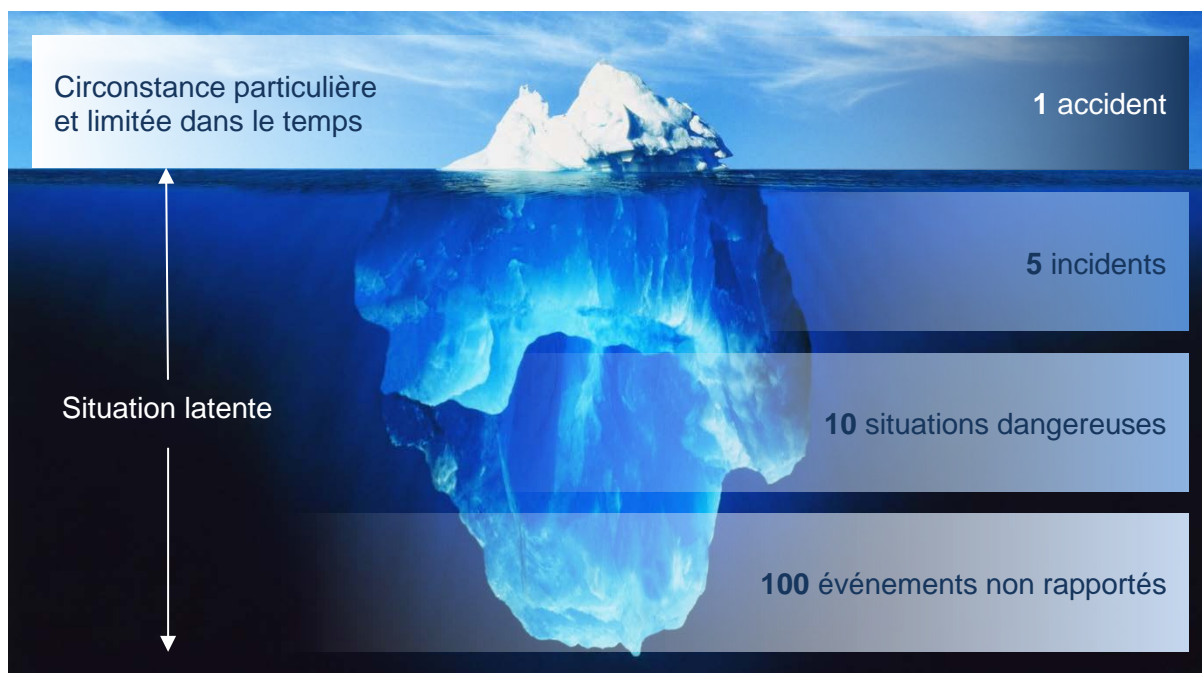 Circonstance particulière
et limitée dans le temps
1 accident
5 incidents
Situation latente
10 situations dangereuses
100 événements non rapportés